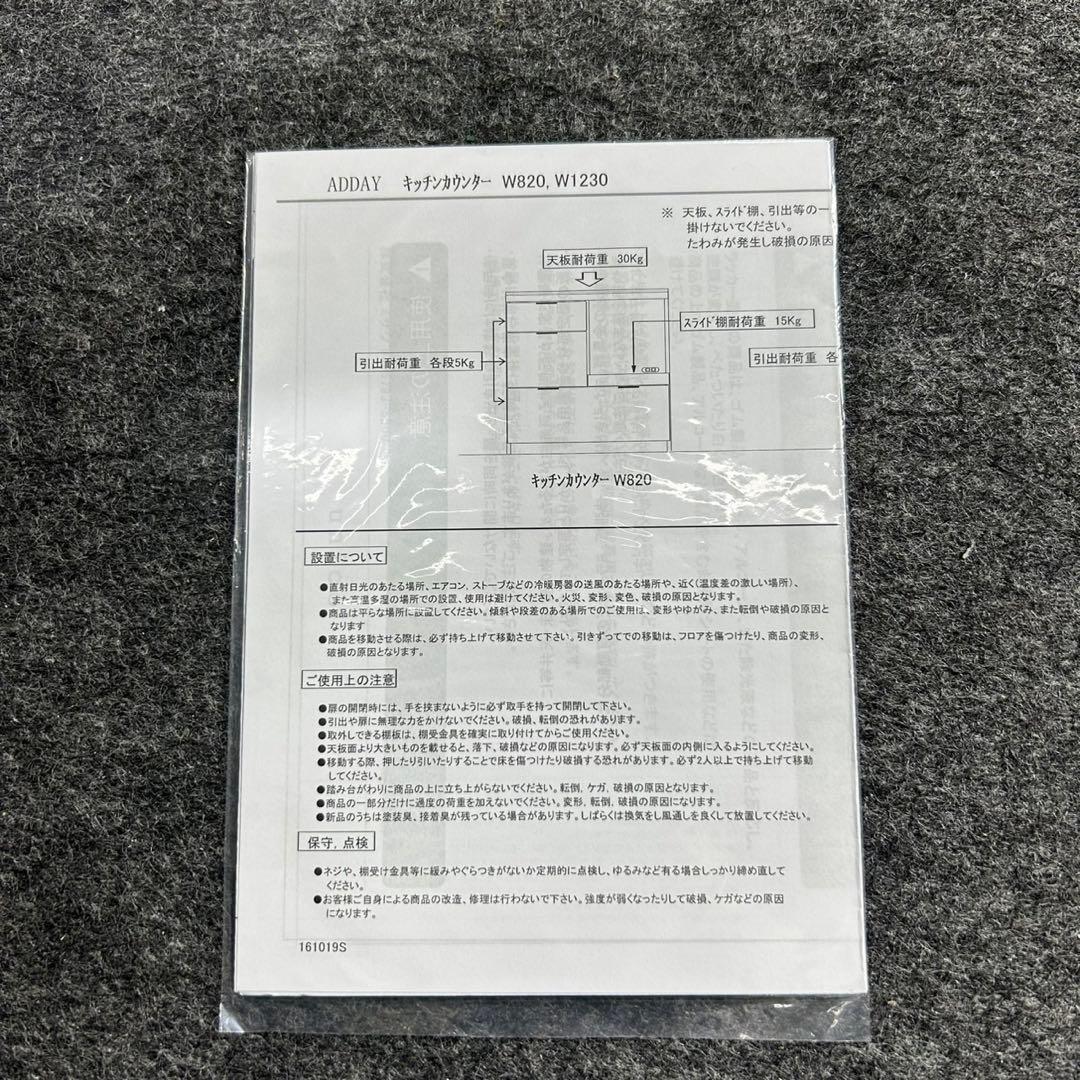 ADDAY キッチンカウンター W820, W1230
※ 天板、スライド棚、引出等の一
掛けないでください。
たわみが発生し破損の原因
天板耐荷重 30Kg
スライド棚耐荷重 15Kg
引出耐荷重 各段5Kg
引出耐荷重 各
キッチンカウンター W820
設置について
●直射日光のあたる場所、エアコン、ストーブなどの冷暖房器の送風のあたる場所や、近く(温度差の激しい場所)、
また高温多湿の場所での設置、使用は避けてください。火災、変形、変色、破損の原因となります。
●商品は平らな場所に設置してください。傾斜や段差のある場所でのご使用は、変形やゆがみ、また転倒や破損の原因と
なります
●商品を移動させる際は、必ず持ち上げて移動させて下さい。引きずってでの移動は、フロアを傷つけたり、商品の変形、
破損の原因となります。
ご使用上の注意
●扉の開閉時には、手を挟まないように必ず取手を持って開閉して下さい。
●引出や扉に無理な力をかけないでください。破損、転倒の恐れがあります。
●取外しできる棚板は、棚受金具を確実に取り付けてからご使用ください。
●天板面より大きいものを載せると、落下、破損などの原因になります。必ず天板面の内側に入るようにしてください。
●移動する際、押したり引いたりすることで床を傷つけたり破損する恐れがあります。必ず2人以上で持ち上げて移動
してください。
●踏み台がわりに商品の上に立ち上がらないでください。転倒、ケガ、破損の原因となります。
●商品の一部分だけに過度の荷重を加えないでください。変形、転倒、破損の原因になります。
●新品のうちは塗装臭、接着臭が残っている場合があります。しばらくは換気をし風通しを良くして放置してください。
保守、点検
●ネジや、棚受け金具等に緩みやぐらつきがないか定期的に点検し、ゆるみなど有る場合しっかり締め直して
ください。
●お客様ご自身による商品の改造、修理は行わないで下さい。強度が弱くなったりして破損、ケガなどの原因
になります。
161019S